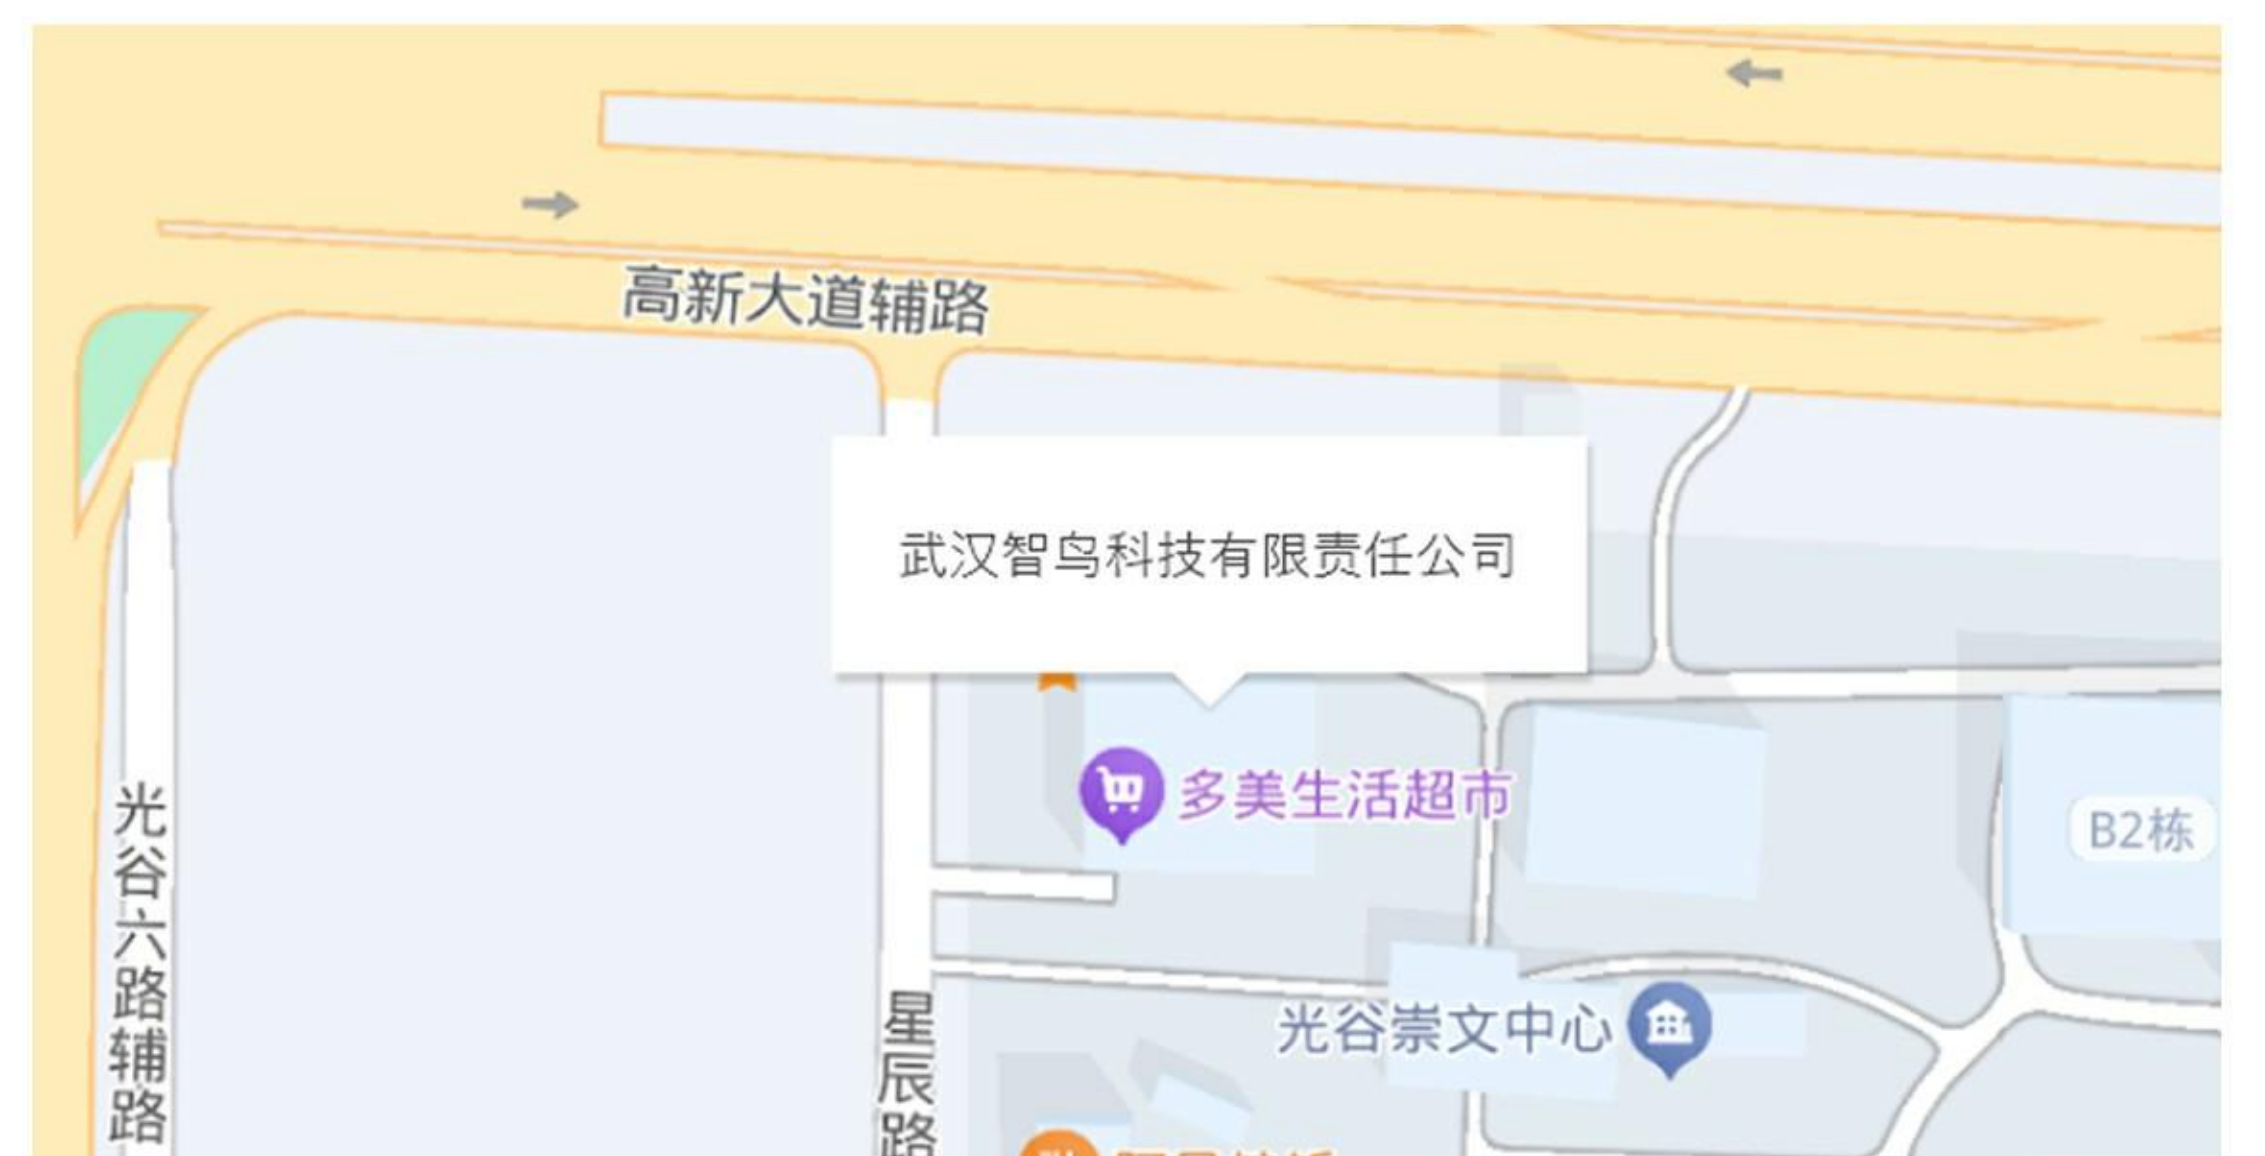 高新大道辅路
武汉智鸟科技有限责任公司
多美生活超市
B2栋
光谷六路辅路
光谷崇文中心
星辰路